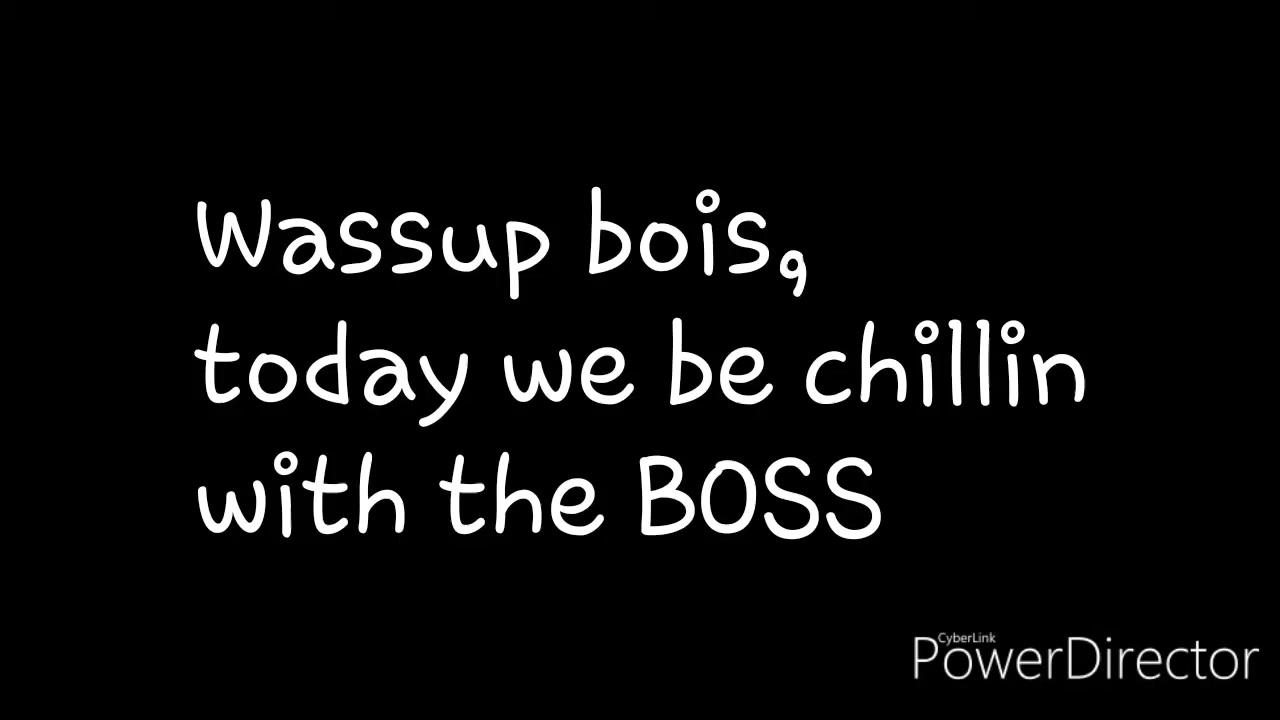 Wassup bois,
today we be chillin
with the BOSS
CyberLink
PowerDirector